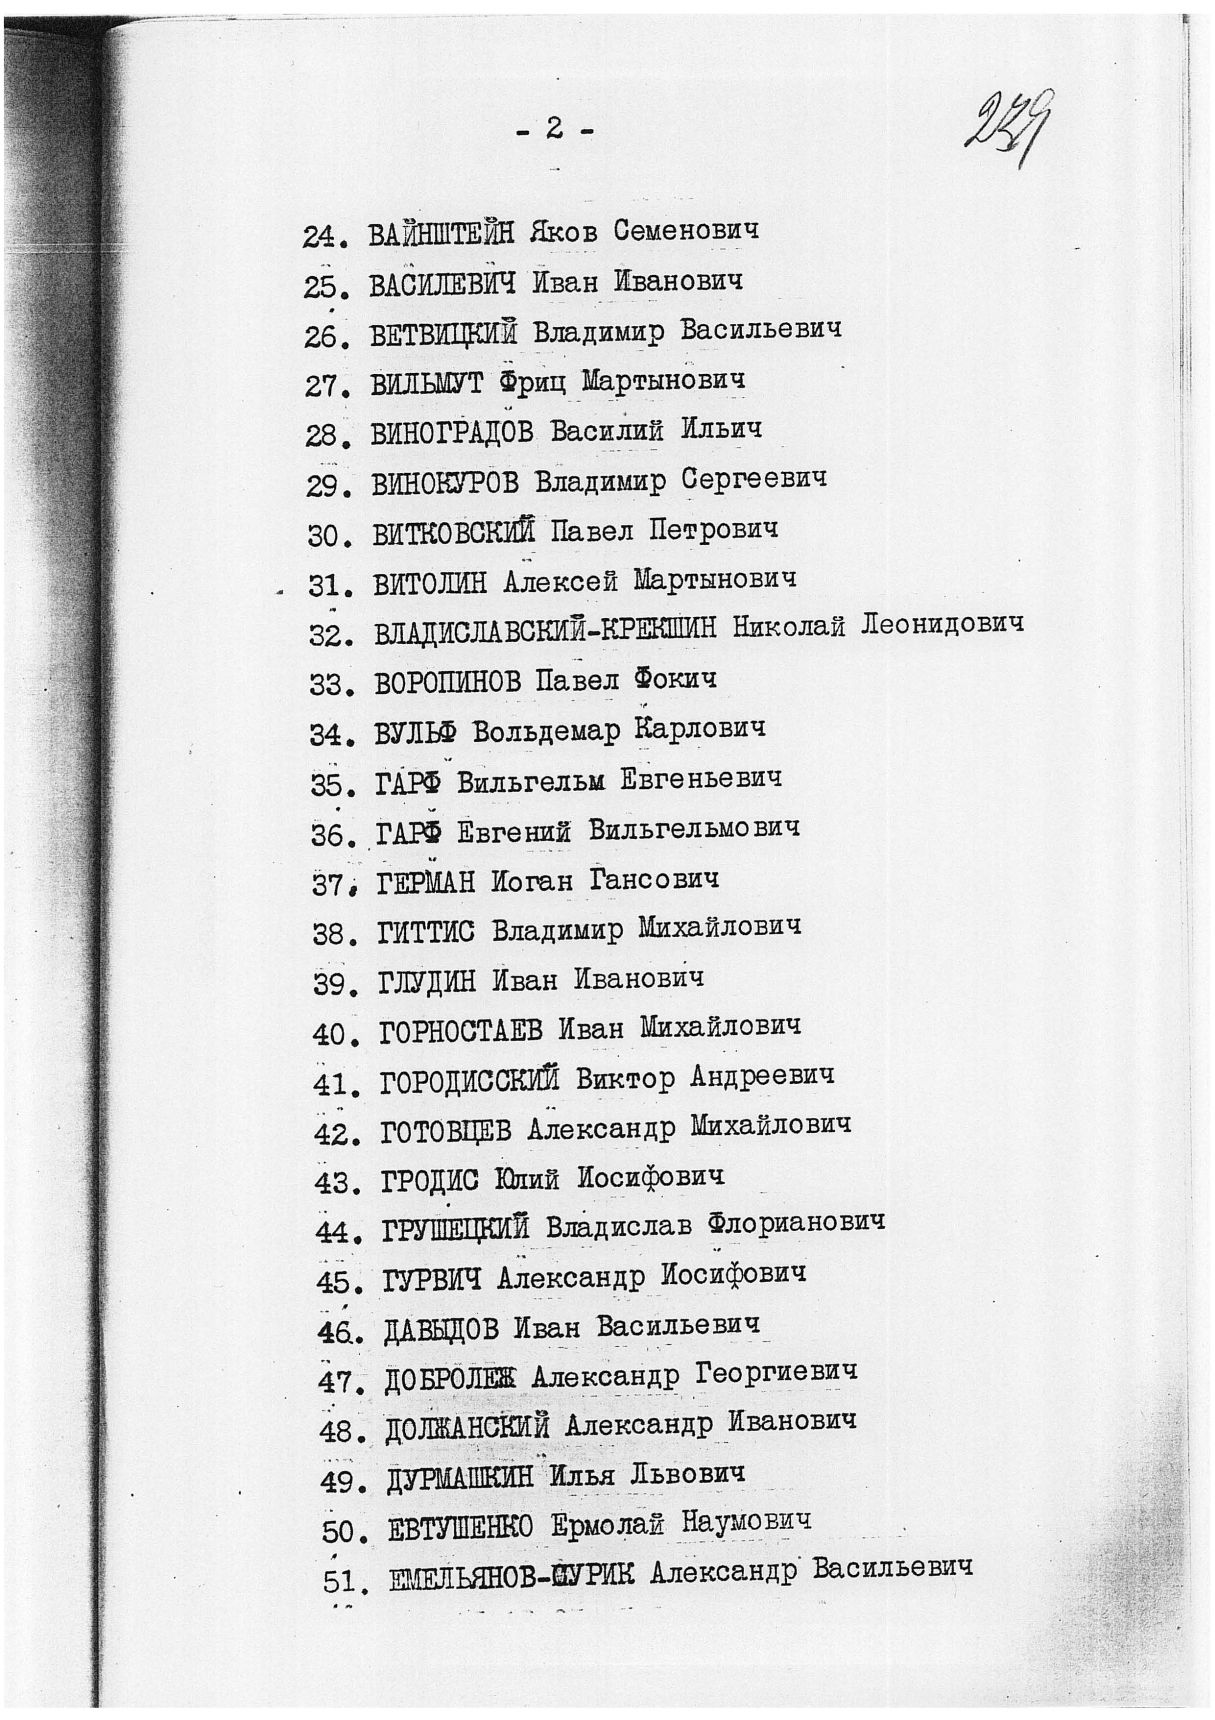 - 2 -
239
24. ВАЙНШТЕЙН Яков Семенович
25. ВАСИЛЕВИЧ Иван Иванович
26. ВЕТВИЦКИЙ Владимир Васильевич
27. ВИЛЬМУТ Фриц Мартынович
28. ВИНОГРАДОВ Василий Ильич
29. ВИНОКУРОВ Владимир Сергеевич
30. ВИТКОВСКИЙ Павел Петрович
31. ВИТОЛИН Алексей Мартынович
32. ВЛАДИСЛАВСКИЙ-КРЕКШИН Николай Леонидович
33. ВОРОПИНОВ Павел Фокич
34. ВУЛЬФ Вольдемар Карлович
35. ГАРФ Вильгельм Евгеньевич
36. ГАРФ Евгений Вильгельмович
37. ГЕРМАН Иоган Гансович
38. ГИТТИС Владимир Михайлович
39. ГЛУДИН Иван Иванович
40. ГОРНОСТАЕВ Иван Михайлович
41. ГОРОДИССКИЙ Виктор Андреевич
42. ГОТОВЦЕВ Александр Михайлович
43. ГРОДИС Юлий Иосифович
44. ГРУШЕЦКИЙ Владислав Флорианович
45. ГУРВИЧ Александр Иосифович
46. ДАВЫДОВ Иван Васильевич
47. ДОБРОЛЕЖ Александр Георгиевич
48. ДОЛЖАНСКИЙ Александр Иванович
49. ДУРМАШКИН Илья Львович
50. ЕВТУШЕНКО Ермолай Наумович
51. ЕМЕЛЬЯНОВ-СУРИК Александр Васильевич